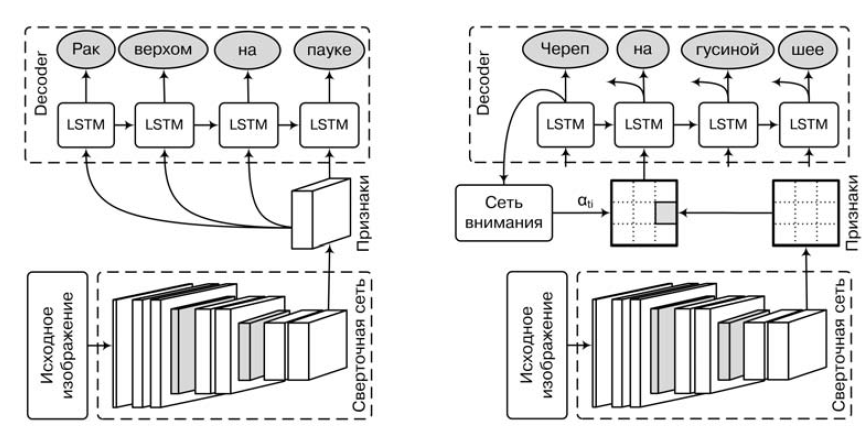 Рак
верхом
на
пауке
Decoder
LSTM
LSTM
LSTM
LSTM
Признаки
Исходное
изображение
Сверточная сеть
Череп
на
гусиной
шее
Decoder
LSTM
LSTM
LSTM
LSTM
Сеть
внимания
αti
Признаки
Исходное
изображение
Сверточная сеть